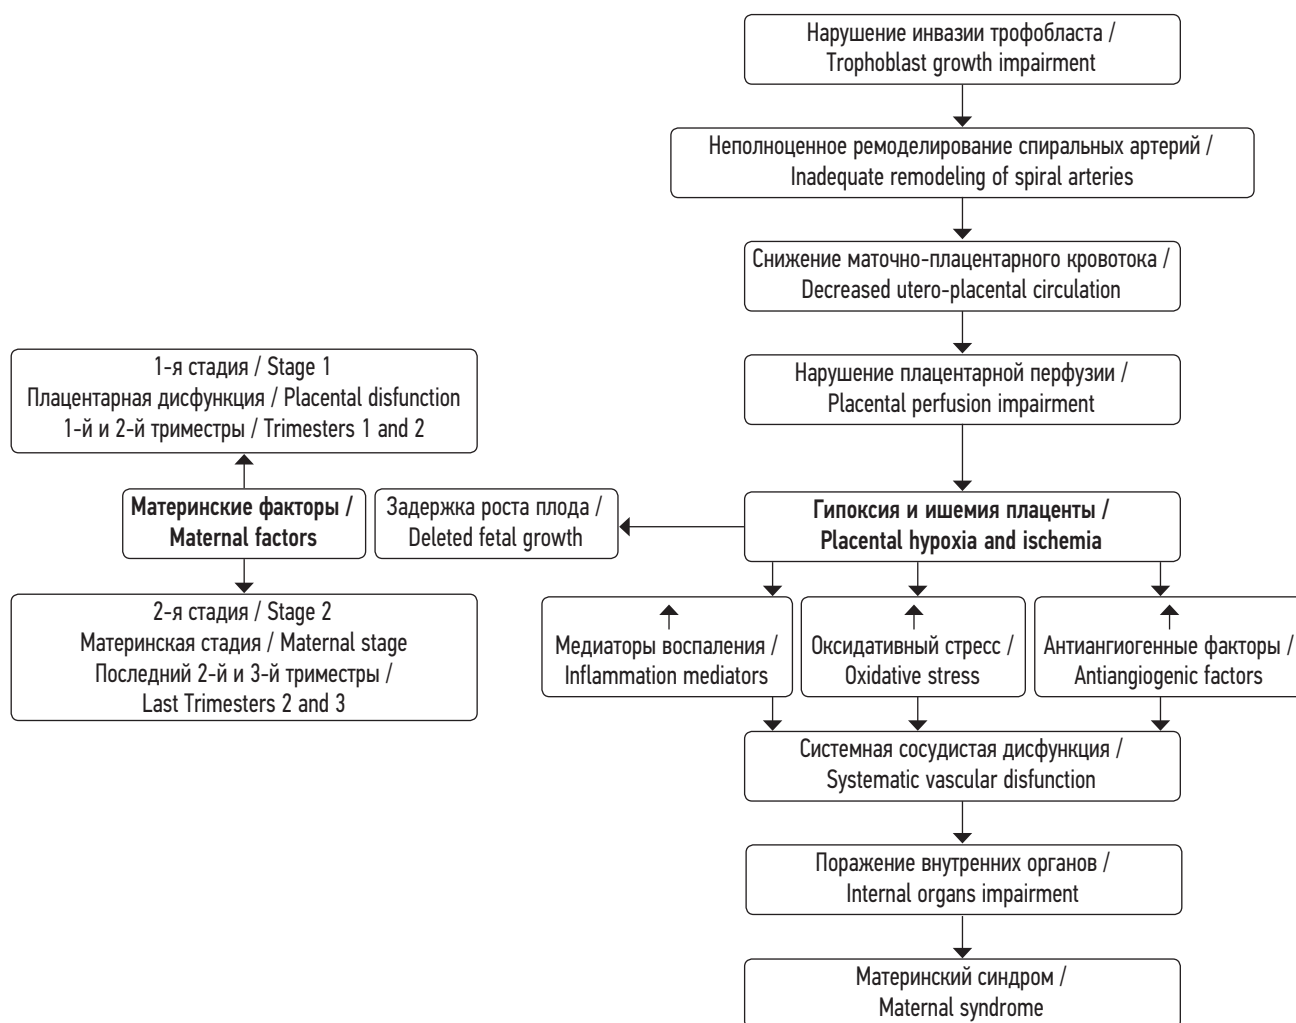 Нарушение инвазии трофобласта /
Trophoblast growth impairment
Неполноценное ремоделирование спиральных артерий /
Inadequate remodeling of spiral arteries
Снижение маточно-плацентарного кровотока /
Decreased utero-placental circulation
1-я стадия / Stage 1
Плацентарная дисфункция / Placental disfunction
1-й и 2-й триместры / Trimesters 1 and 2
Нарушение плацентарной перфузии /
Placental perfusion impairment
Материнские факторы /
Maternal factors
Задержка роста плода /
Deleted fetal growth
Гипоксия и ишемия плаценты /
Placental hypoxia and ischemia
2-я стадия / Stage 2
Материнская стадия / Maternal stage
Последний 2-й и 3-й триместры /
Last Trimesters 2 and 3
Медиаторы воспаления /
Inflammation mediators
Оксидативный стресс /
Oxidative stress
Антиангиогенные факторы /
Antiangiogenic factors
Системная сосудистая дисфункция /
Systematic vascular disfunction
Поражение внутренних органов /
Internal organs impairment
Материнский синдром /
Maternal syndrome